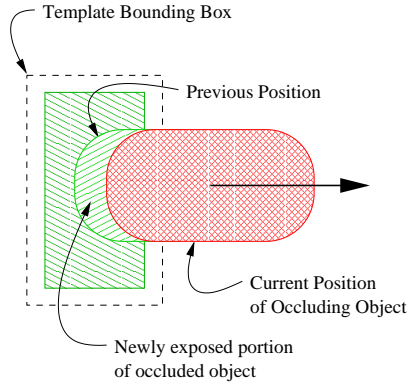 Template Bounding Box
Previous Position
Current Position
of Occluding Object
Newly exposed portion
of occluded object